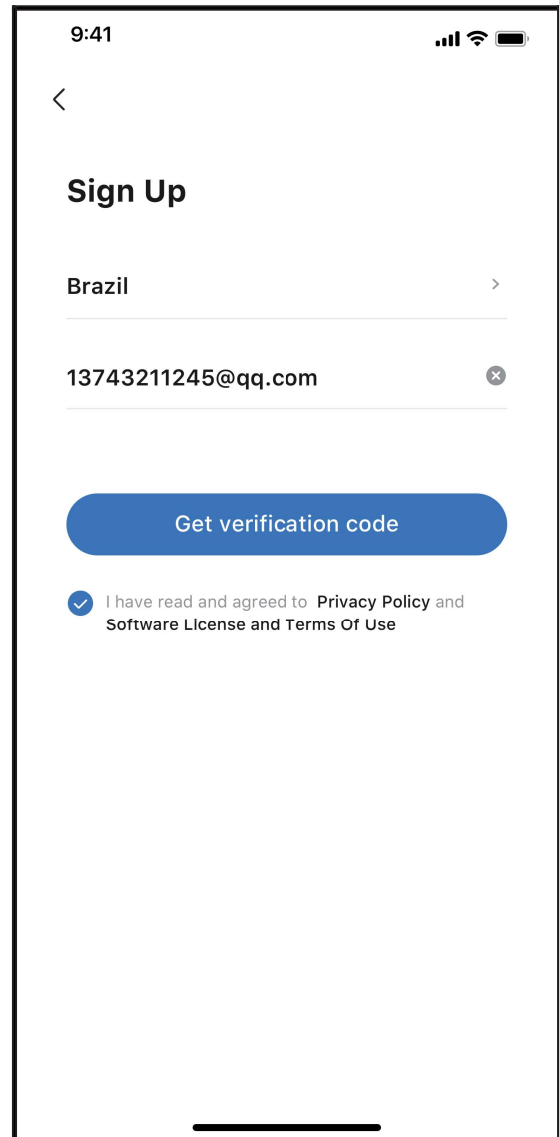 9:41
Sign Up
Brazil
13743211245@qq.com
Get verification code
I have read and agreed to Privacy Policy and
Software License and Terms Of Use